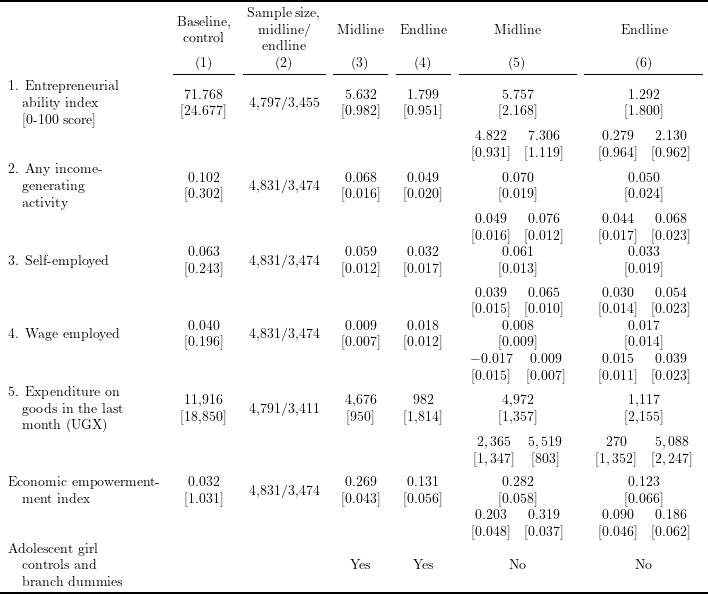 Baseline, control Sample size, midline/ endline Midline Endline Midline Endline
(1) (2) (3) (4) (5) (6)
1. Entrepreneurial
ability index
[0-100 score]
71.768 4,797/3,455 5.632 1.799 5.757 1.292
[24.677] [0.982] [0.951] [2.168] [1.800]
4.822 7.306 0.279 2.130
[0.931] [1.119] [0.964] [0.962]
2. Any income-
generating
activity
0.102 4,831/3,474 0.068 0.049 0.070 0.050
[0.302] [0.016] [0.020] [0.019] [0.024]
0.049 0.076 0.044 0.068
[0.016] [0.012] [0.017] [0.023]
3. Self-employed
0.063 4,831/3,474 0.059 0.032 0.061 0.033
[0.243] [0.012] [0.017] [0.013] [0.019]
0.039 0.065 0.030 0.054
[0.015] [0.010] [0.014] [0.023]
4. Wage employed
0.040 4,831/3,474 0.009 0.018 0.008 0.017
[0.196] [0.007] [0.012] [0.009] [0.014]
−0.017 0.009 0.015 0.039
[0.015] [0.007] [0.011] [0.023]
5. Expenditure on
goods in the last
month (UGX)
11,916 4,791/3,411 4,676 982 4,972 1,117
[18,850] [950] [1,814] [1,357] [2,155]
2,365 5,519 270 5,088
[1,347] [803] [1,352] [2,247]
Economic empowerment-
ment index
0.032 4,831/3,474 0.269 0.131 0.282 0.123
[1.031] [0.043] [0.056] [0.058] [0.066]
0.203 0.319 0.090 0.186
[0.048] [0.037] [0.046] [0.062]
Adolescent girl
controls and
branch dummies
Yes Yes No No